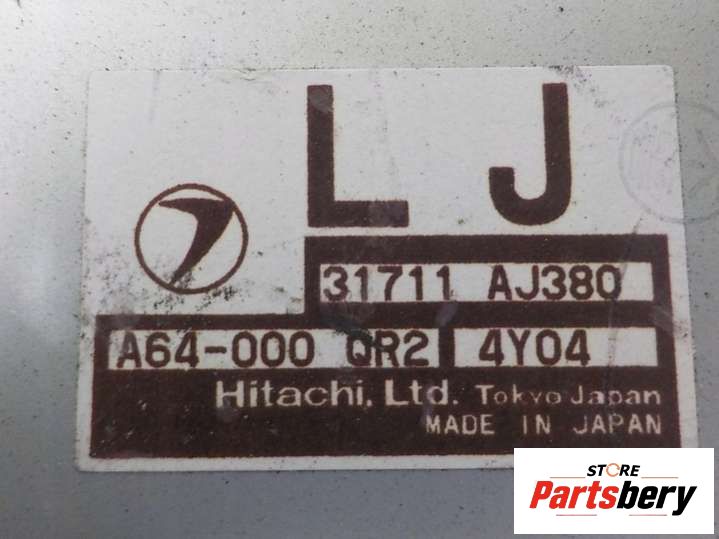 L J
31711 AJ380
A64-000 QR2 4Y04
Hitachi, Ltd. Tokyo Japan
MADE IN JAPAN
STORE
Partsbery